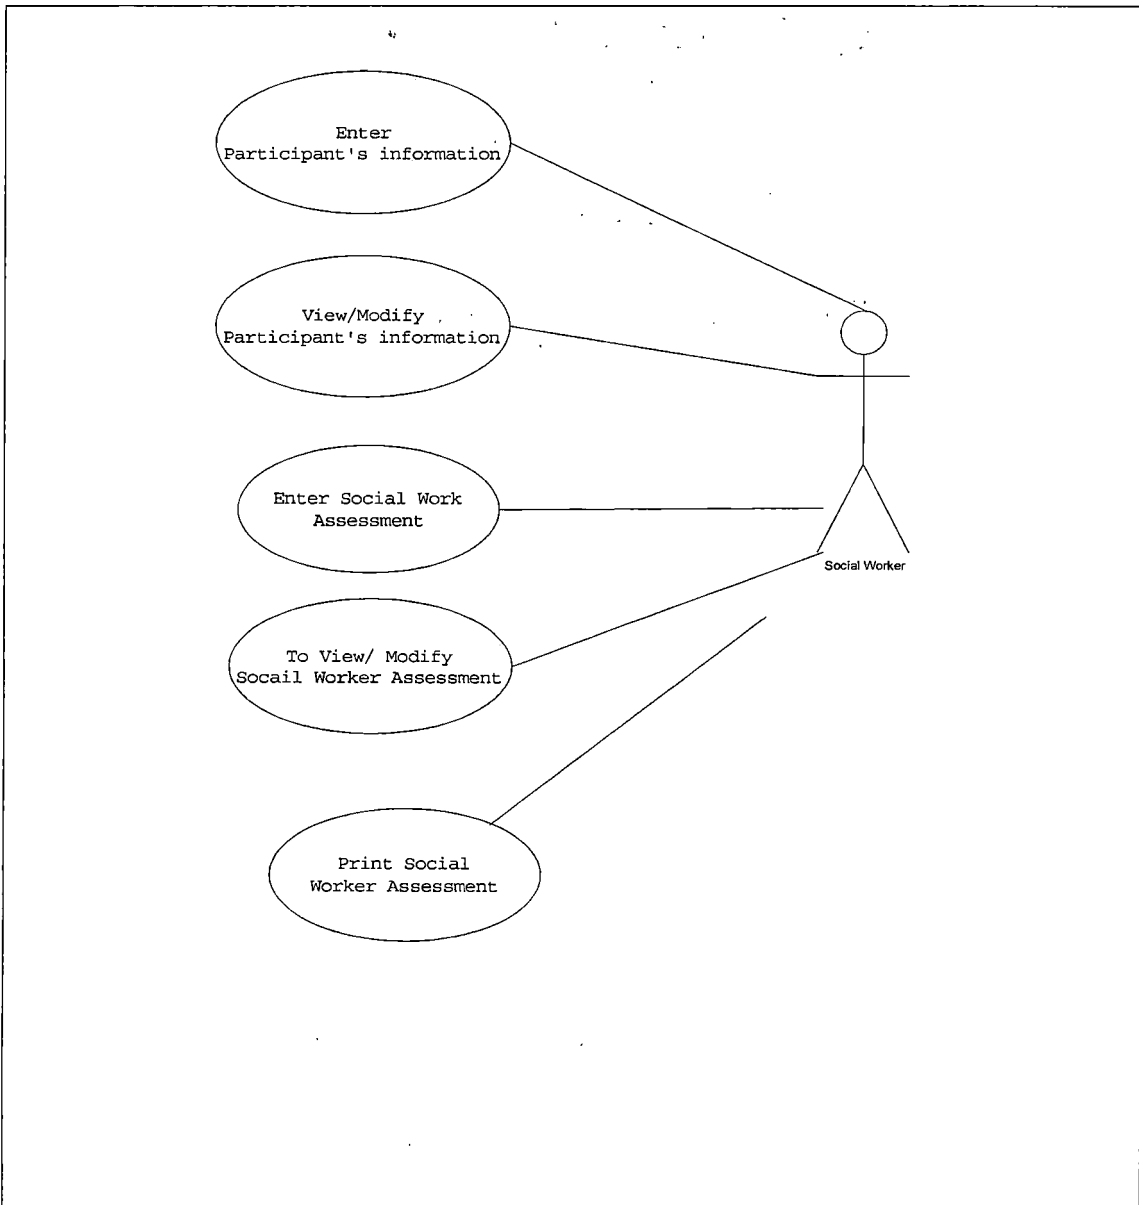 Enter
Participant's information
View/Modify
Participant's information
Enter Social Work
Assessment
Social Worker
To View/ Modify
Socail Worker Assessment
Print Social
Worker Assessment